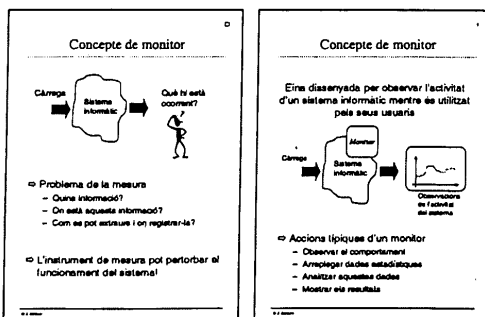 Concepte de monitor
Càrrega
Sistema
informàtic
Què hi està
ocorrent?
⇨ Problema de la mesura
– Quina informació?
– On està aquesta informació?
– Com es pot extraure i on registrar-la?
⇨ L'instrument de mesura pot pertorbar el
funcionament del sistema!
Concepte de monitor
Eina dissenyada per observar l'activitat
d'un sistema informàtic mentre és utilitzat
pels seus usuaris
Monitor
Càrrega
Sistema
informàtic
Observacions
de l'activitat
del sistema
⇨ Accions típiques d'un monitor
– Observar el comportament
– Arreplegar dades estadístiques
– Analitzar aquestes dades
– Mostrar els resultats